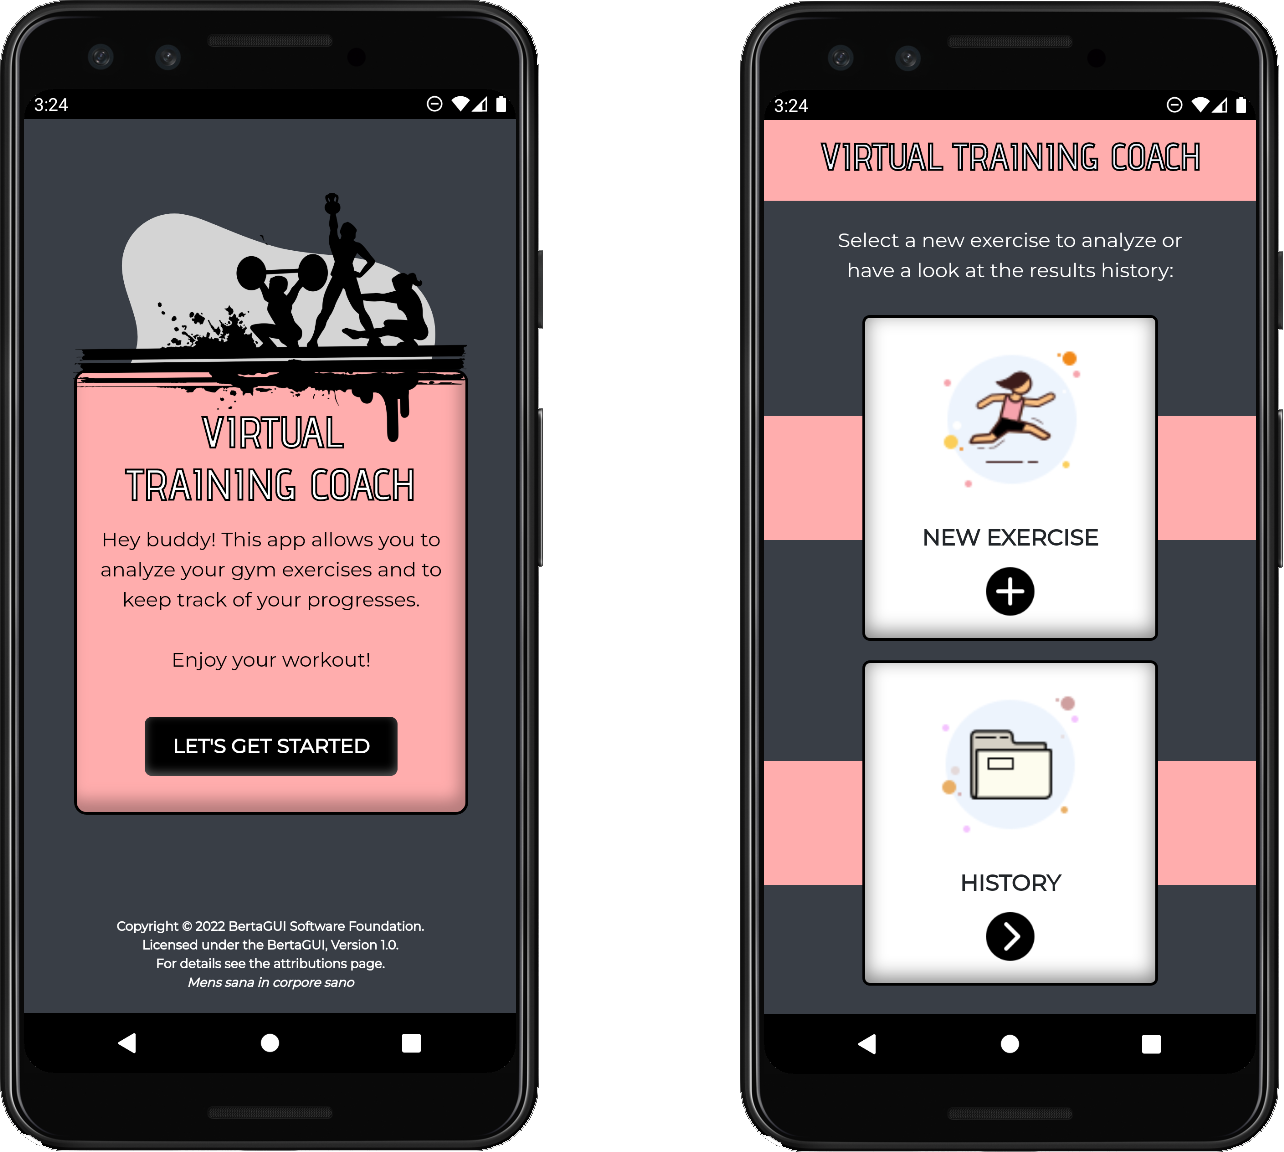 3:24
VIRTUAL
TRAINING COACH
Hey buddy! This app allows you to
analyze your gym exercises and to
keep track of your progresses.
Enjoy your workout!
LET'S GET STARTED
Copyright © 2022 BertaGUI Software Foundation.
Licensed under the BertaGUI, Version 1.0.
For details see the attributions page.
Mens sana in corpore sano
3:24
VIRTUAL TRAINING COACH
Select a new exercise to analyze or
have a look at the results history:
NEW EXERCISE
HISTORY